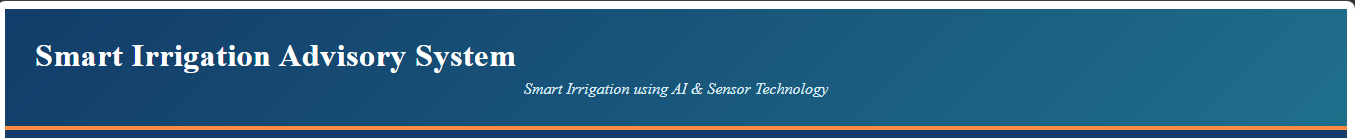 Smart Irrigation Advisory System
Smart Irrigation using AI & Sensor Technology